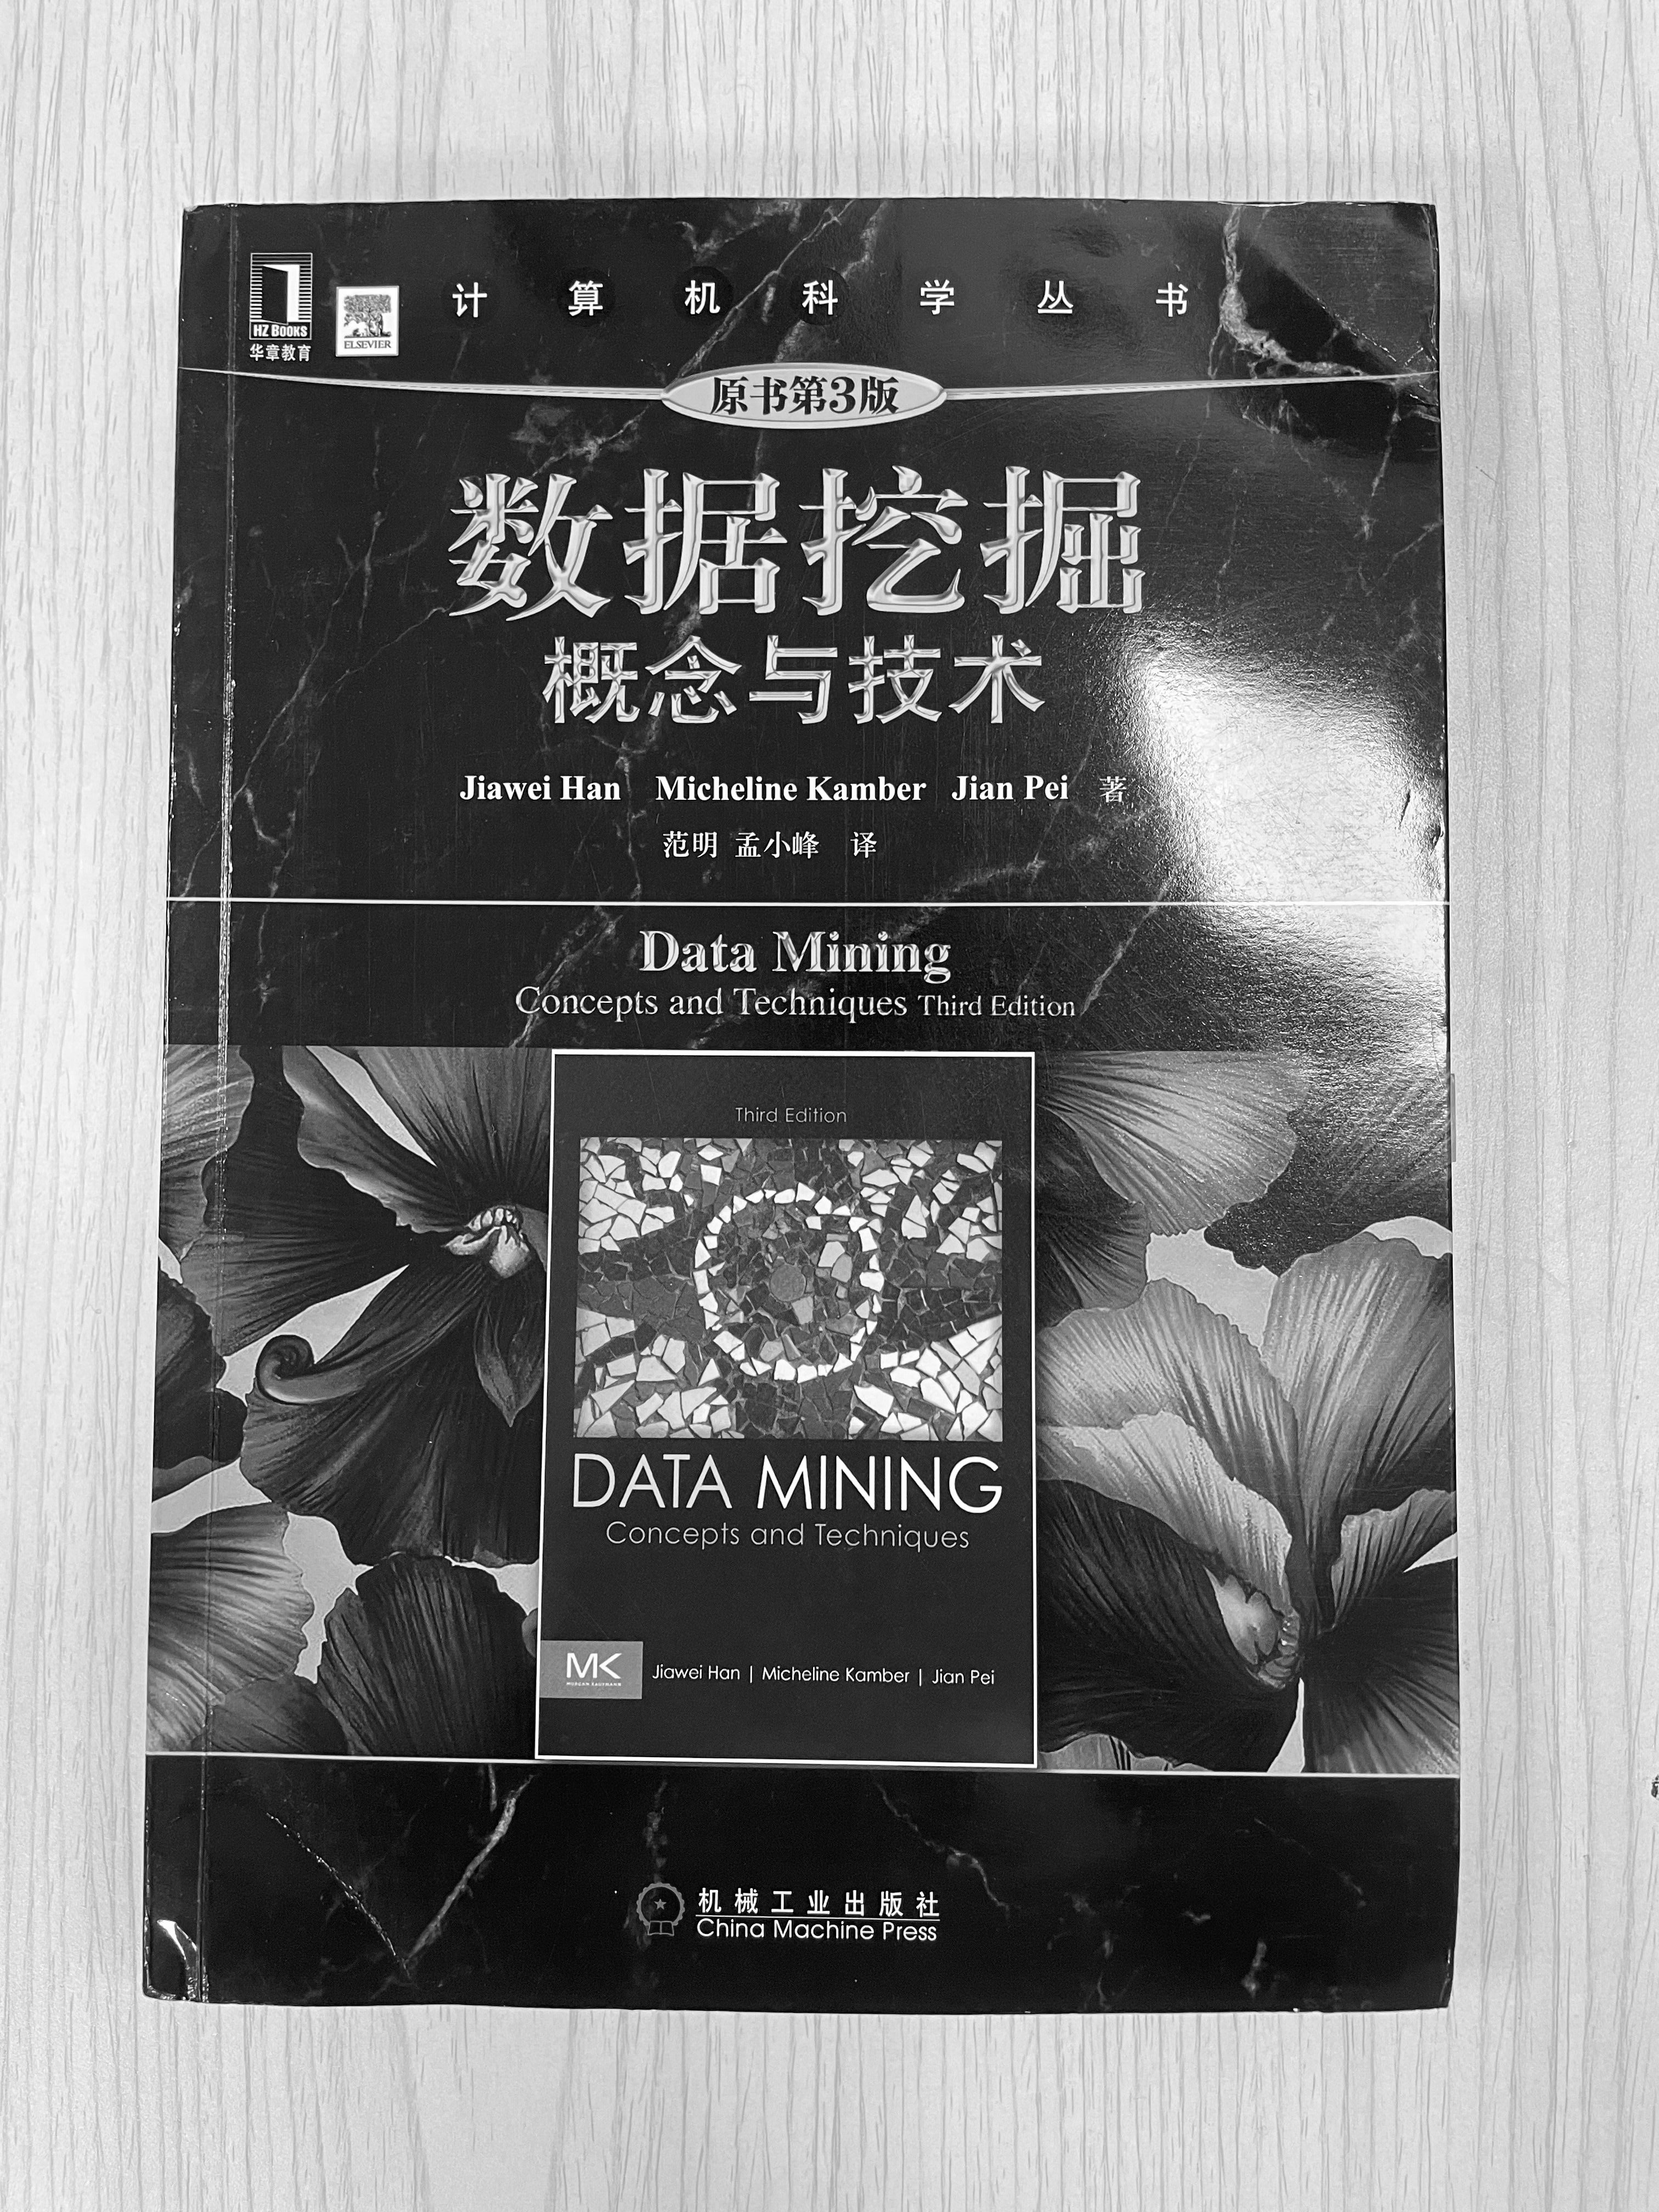 HZ BOOKS
华章教育
ELSEVIER
计算机科学丛书
原书第3版
数据挖掘
概念与技术
Jiawei Han Micheline Kamber Jian Pei 著
范明 孟小峰 译
Data Mining
Concepts and Techniques Third Edition
Third Edition
DATA MINING
Concepts and Techniques
MK
MORGAN KAUFMANN
Jiawei Han | Micheline Kamber | Jian Pei
机械工业出版社
China Machine Press